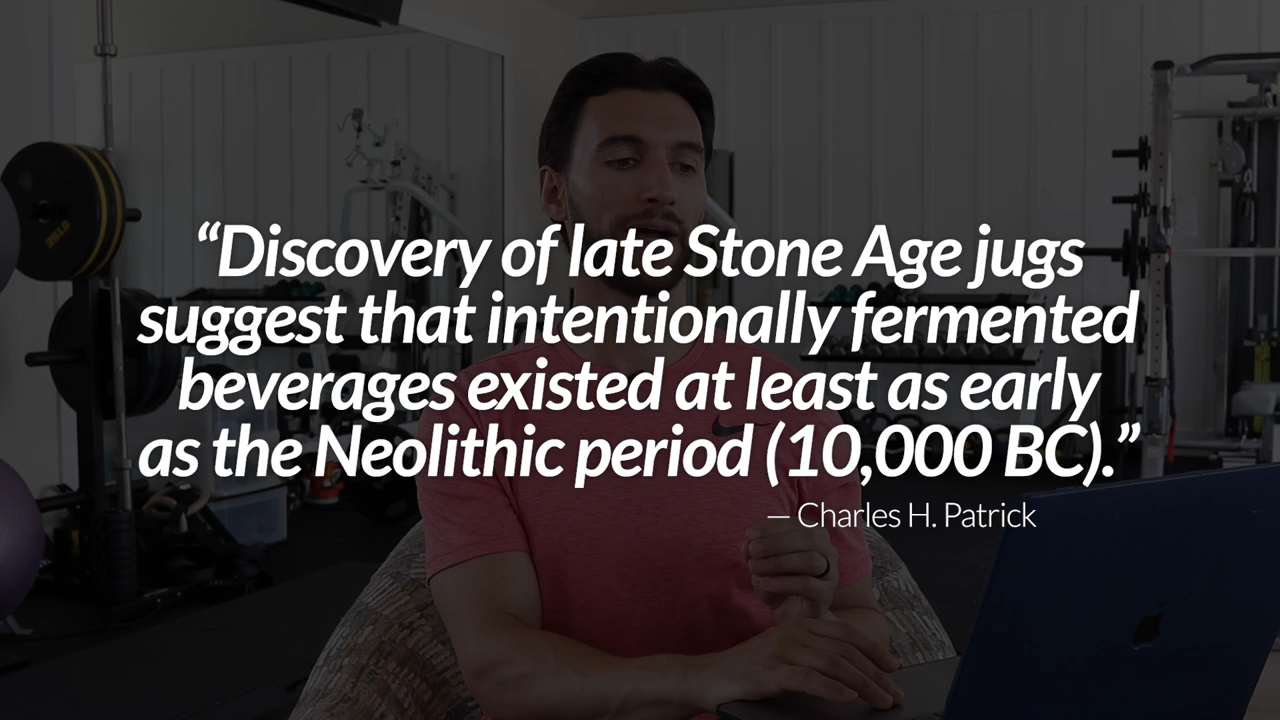 “Discovery of late Stone Age jugs
suggest that intentionally fermented
beverages existed at least as early
as the Neolithic period (10,000 BC).”
— Charles H. Patrick